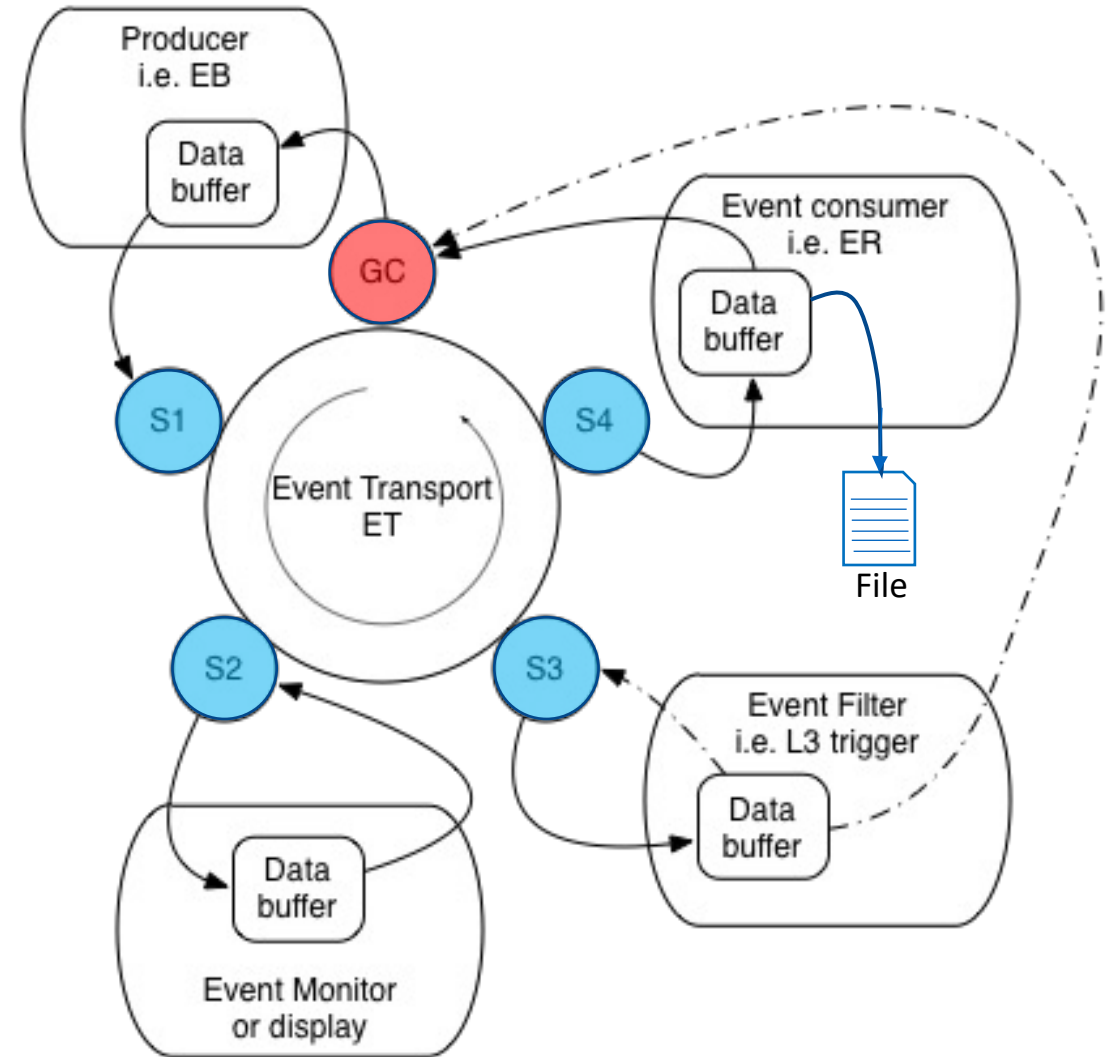 Producer
i.e. EB
Data
buffer
GC
Event consumer
i.e. ER
Data
buffer
S1
S4
Event Transport
ET
File
S2
S3
Event Filter
i.e. L3 trigger
Data
buffer
Data
buffer
Event Monitor
or display